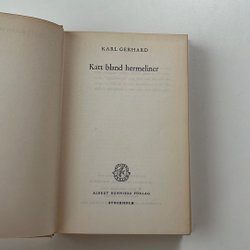 KARL GERHARD
Katt bland hermeliner
ALBERT BONNIERS FÖRLAG
STOCKHOLM